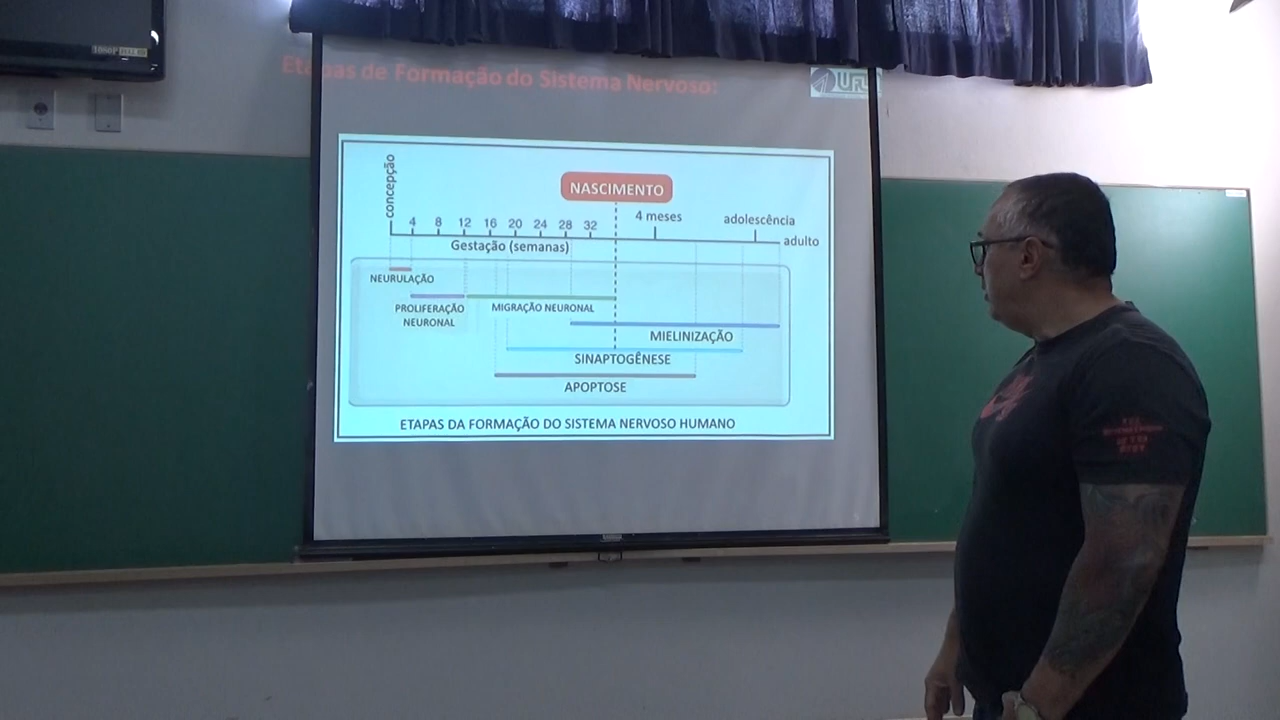 1080P
Etapas de Formação do Sistema Nervoso:
concepção
NASCIMENTO
4 8 12 16 20 24 28 32
4 meses
adolescência
adulto
Gestação (semanas)
NEURULAÇÃO
PROLIFERAÇÃO
NEURONAL
MIGRAÇÃO NEURONAL
MIELINIZAÇÃO
SINAPTOGÊNESE
APOPTOSE
ETAPAS DA FORMAÇÃO DO SISTEMA NERVOSO HUMANO